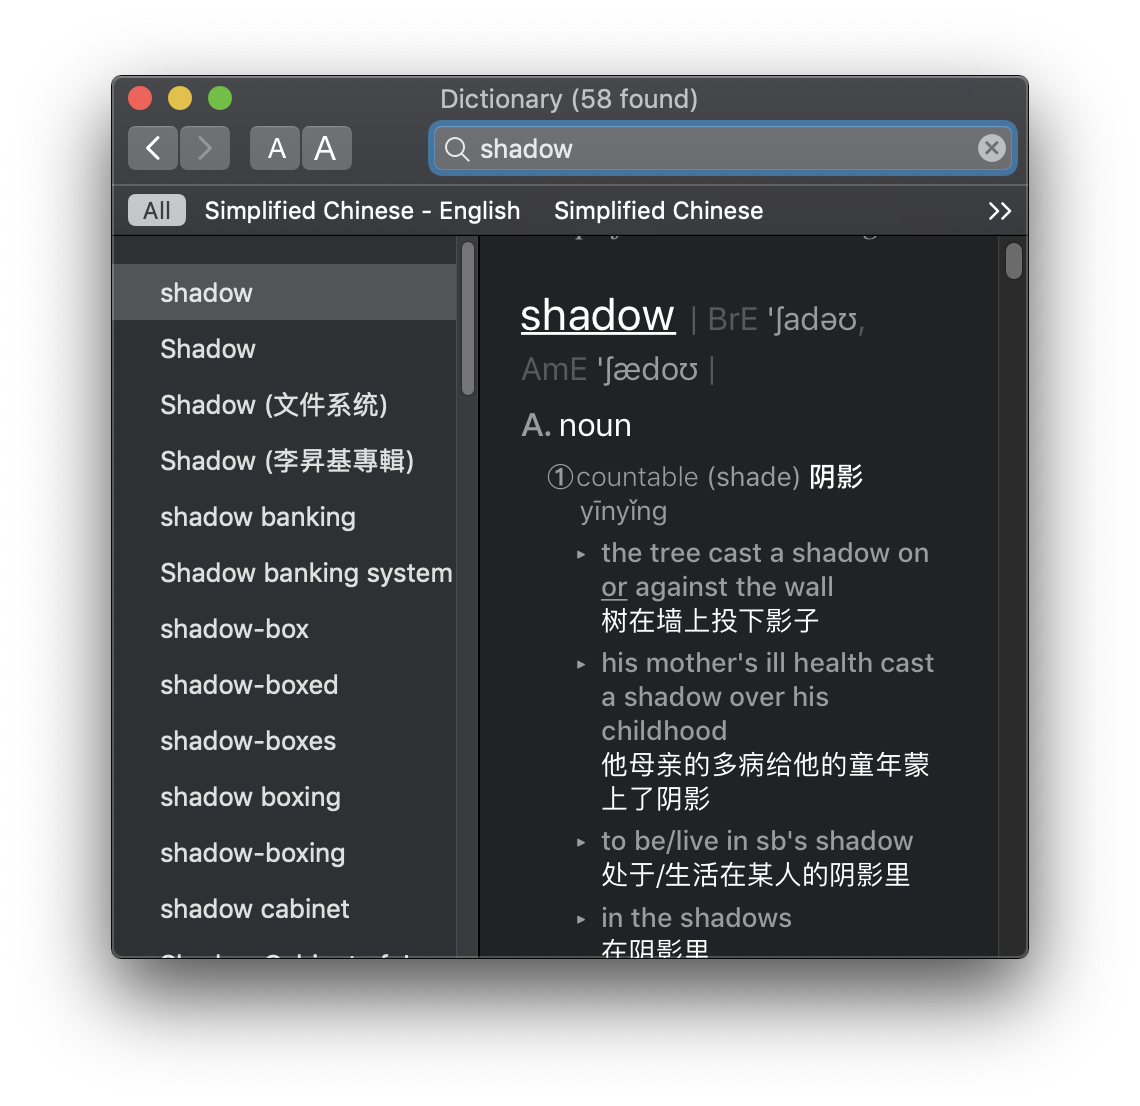 Dictionary (58 found)
A A
shadow
All Simplified Chinese - English Simplified Chinese
shadow
Shadow
Shadow (文件系统)
Shadow (李昇基專輯)
shadow banking
Shadow banking system
shadow-box
shadow-boxed
shadow-boxes
shadow boxing
shadow-boxing
shadow cabinet
shadow | BrE 'ʃadəʊ,
AmE 'ʃædoʊ |
A. noun
①countable (shade) 阴影
yīnyǐng
▸ the tree cast a shadow on
or against the wall
树在墙上投下影子
▸ his mother's ill health cast
a shadow over his
childhood
他母亲的多病给他的童年蒙
上了阴影
▸ to be/live in sb's shadow
处于/生活在某人的阴影里
▸ in the shadows
在阴影里